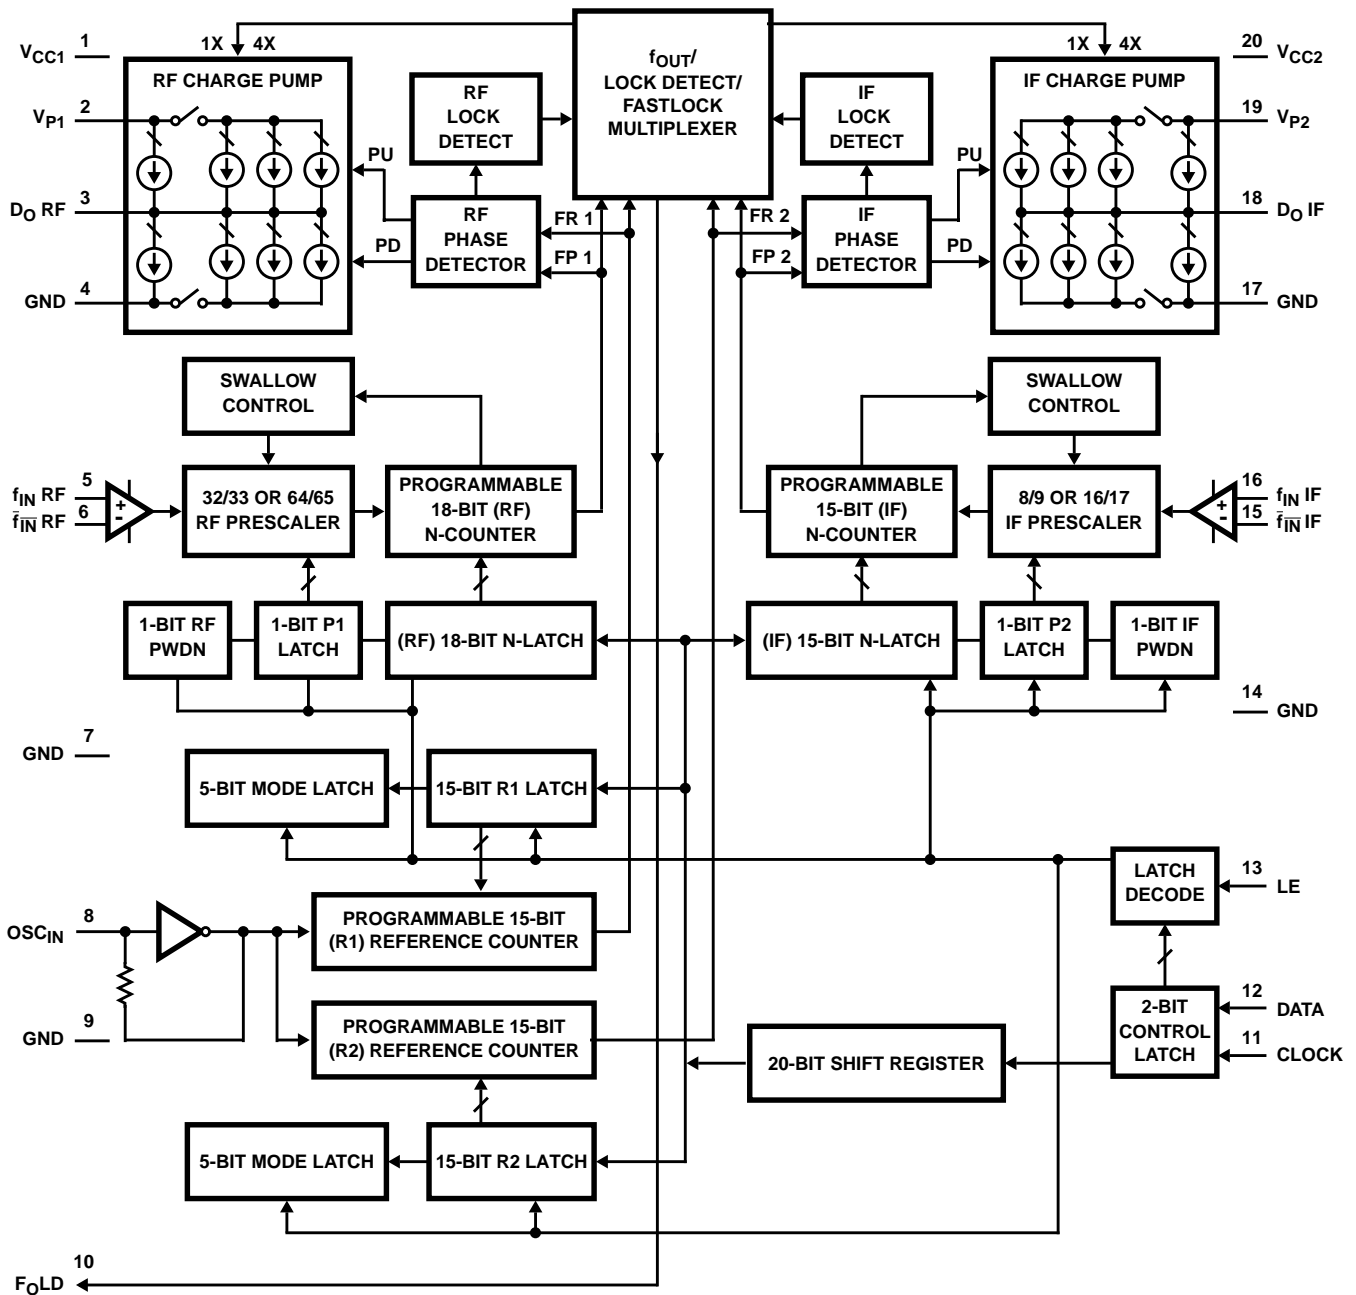 1
VCC1
1X 4X
RF CHARGE PUMP
2
VP1
3
DO RF
4
GND
PU
PD
RF
LOCK
DETECT
RF
PHASE
DETECTOR
fOUT/
LOCK DETECT/
FASTLOCK
MULTIPLEXER
FR 1
FP 1
FR 2
FP 2
IF
LOCK
DETECT
IF
PHASE
DETECTOR
PU
PD
1X 4X
IF CHARGE PUMP
20
VCC2
19
VP2
18
DO IF
17
GND
SWALLOW
CONTROL
5
fIN RF
f̄IN RF
6
+
-
32/33 OR 64/65
RF PRESCALER
PROGRAMMABLE
18-BIT (RF)
N-COUNTER
SWALLOW
CONTROL
PROGRAMMABLE
15-BIT (IF)
N-COUNTER
8/9 OR 16/17
IF PRESCALER
+
-
16
fIN IF
15
f̄IN IF
1-BIT RF
PWDN
1-BIT P1
LATCH
(RF) 18-BIT N-LATCH
(IF) 15-BIT N-LATCH
1-BIT P2
LATCH
1-BIT IF
PWDN
14
GND
7
GND
5-BIT MODE LATCH
15-BIT R1 LATCH
LATCH
DECODE
13
LE
8
OSCIN
PROGRAMMABLE 15-BIT
(R1) REFERENCE COUNTER
9
GND
PROGRAMMABLE 15-BIT
(R2) REFERENCE COUNTER
20-BIT SHIFT REGISTER
2-BIT
CONTROL
LATCH
12
DATA
11
CLOCK
5-BIT MODE LATCH
15-BIT R2 LATCH
10
FOLD